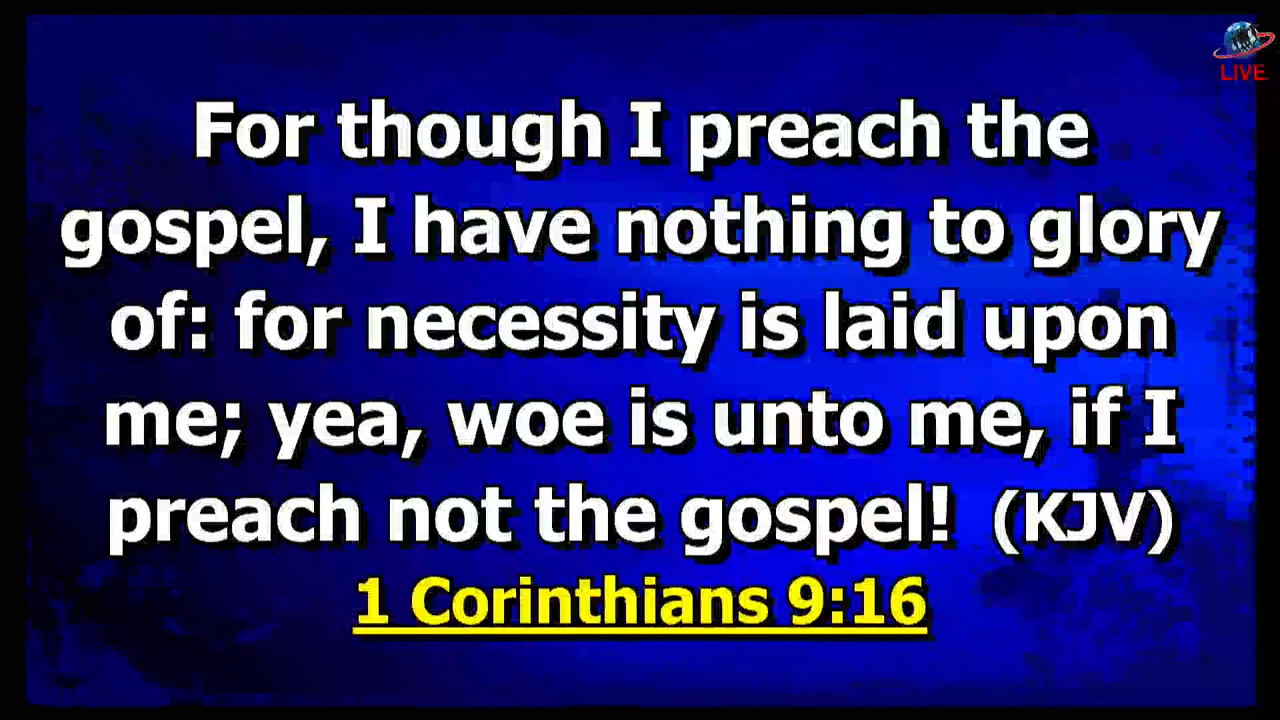 LIVE
For though I preach the
gospel, I have nothing to glory
of: for necessity is laid upon
me; yea, woe is unto me, if I
preach not the gospel! (KJV)
1 Corinthians 9:16